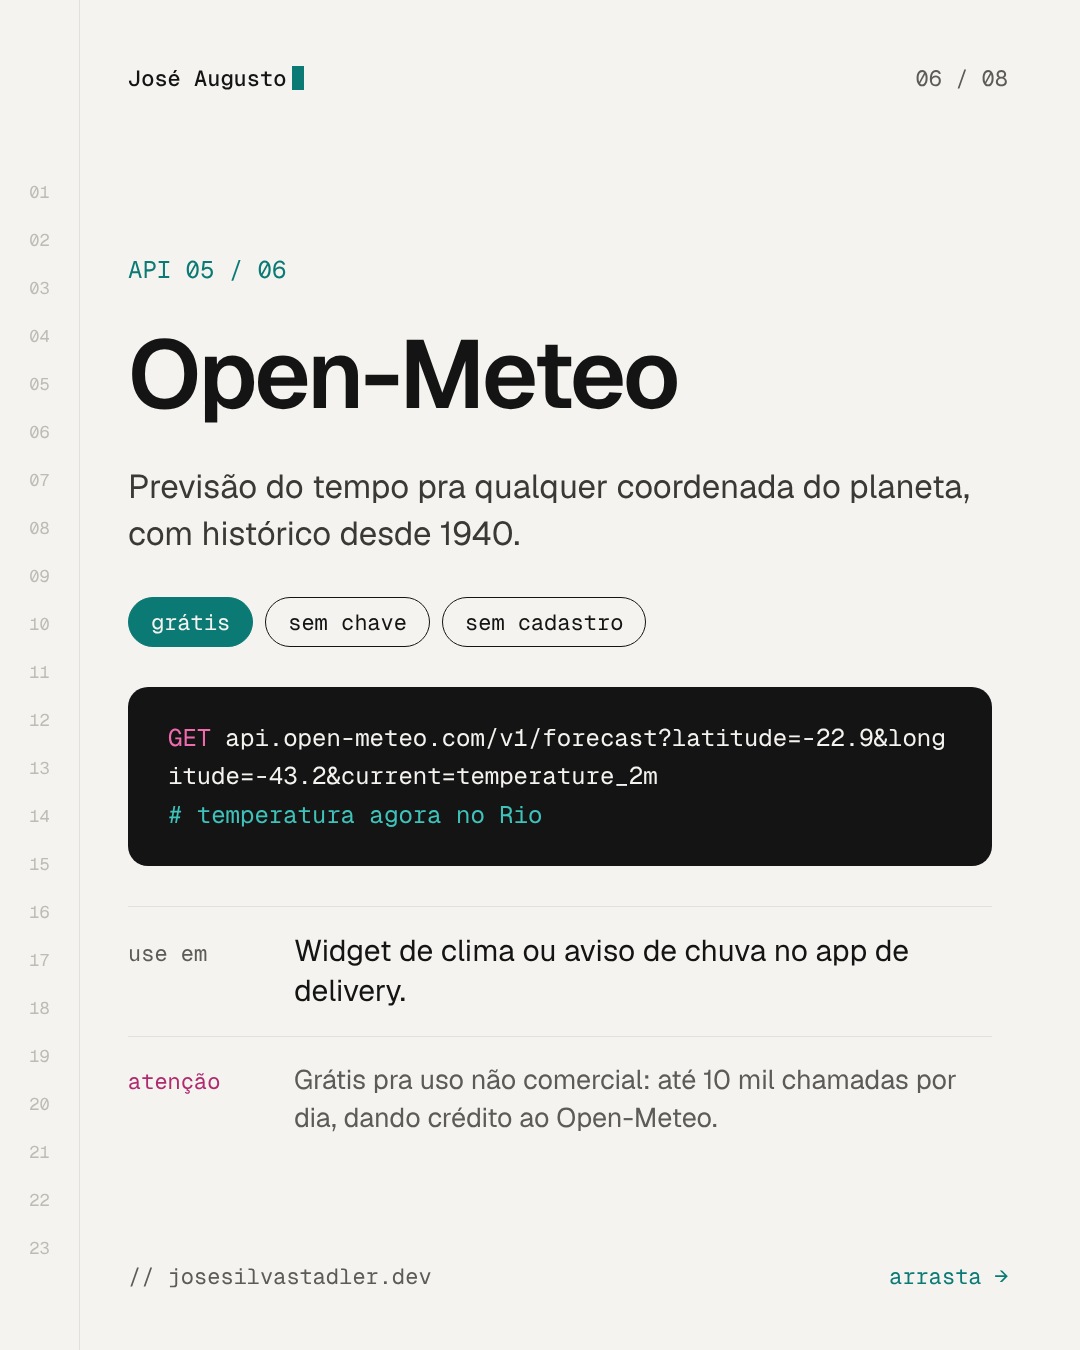 José Augusto
06 / 08
01
02
03
04
05
06
07
08
09
10
11
12
13
14
15
16
17
18
19
20
21
22
23
API 05 / 06
Open-Meteo
Previsão do tempo pra qualquer coordenada do planeta,
com histórico desde 1940.
grátis
sem chave
sem cadastro
GET api.open-meteo.com/v1/forecast?latitude=-22.9&long
itude=-43.2&current=temperature_2m
# temperatura agora no Rio
use em
Widget de clima ou aviso de chuva no app de
delivery.
atenção
Grátis pra uso não comercial: até 10 mil chamadas por
dia, dando crédito ao Open-Meteo.
// josesilvastadler.dev
arrasta →